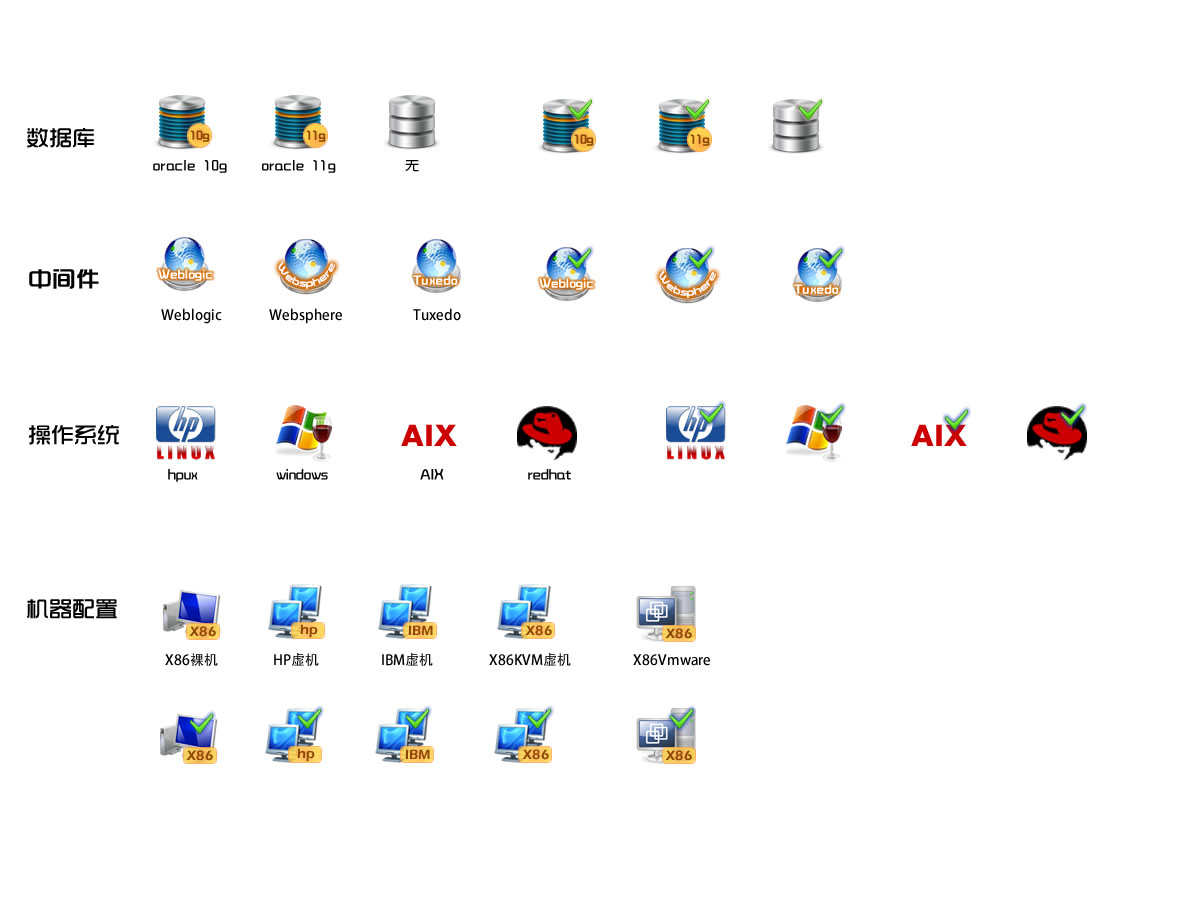 数据库
10g 11g 10g 11g
oracle 10g oracle 11g 无
中间件
Weblogic Websphere Tuxedo Weblogic Websphere Tuxedo
Weblogic Websphere Tuxedo
操作系统
hp AIX hp AIX
LINUX LINUX
hpux windows AIX redhat
机器配置
X86 hp IBM X86 X86
X86裸机 HP虚机 IBM虚机 X86KVM虚机 X86Vmware
X86 hp IBM X86 X86